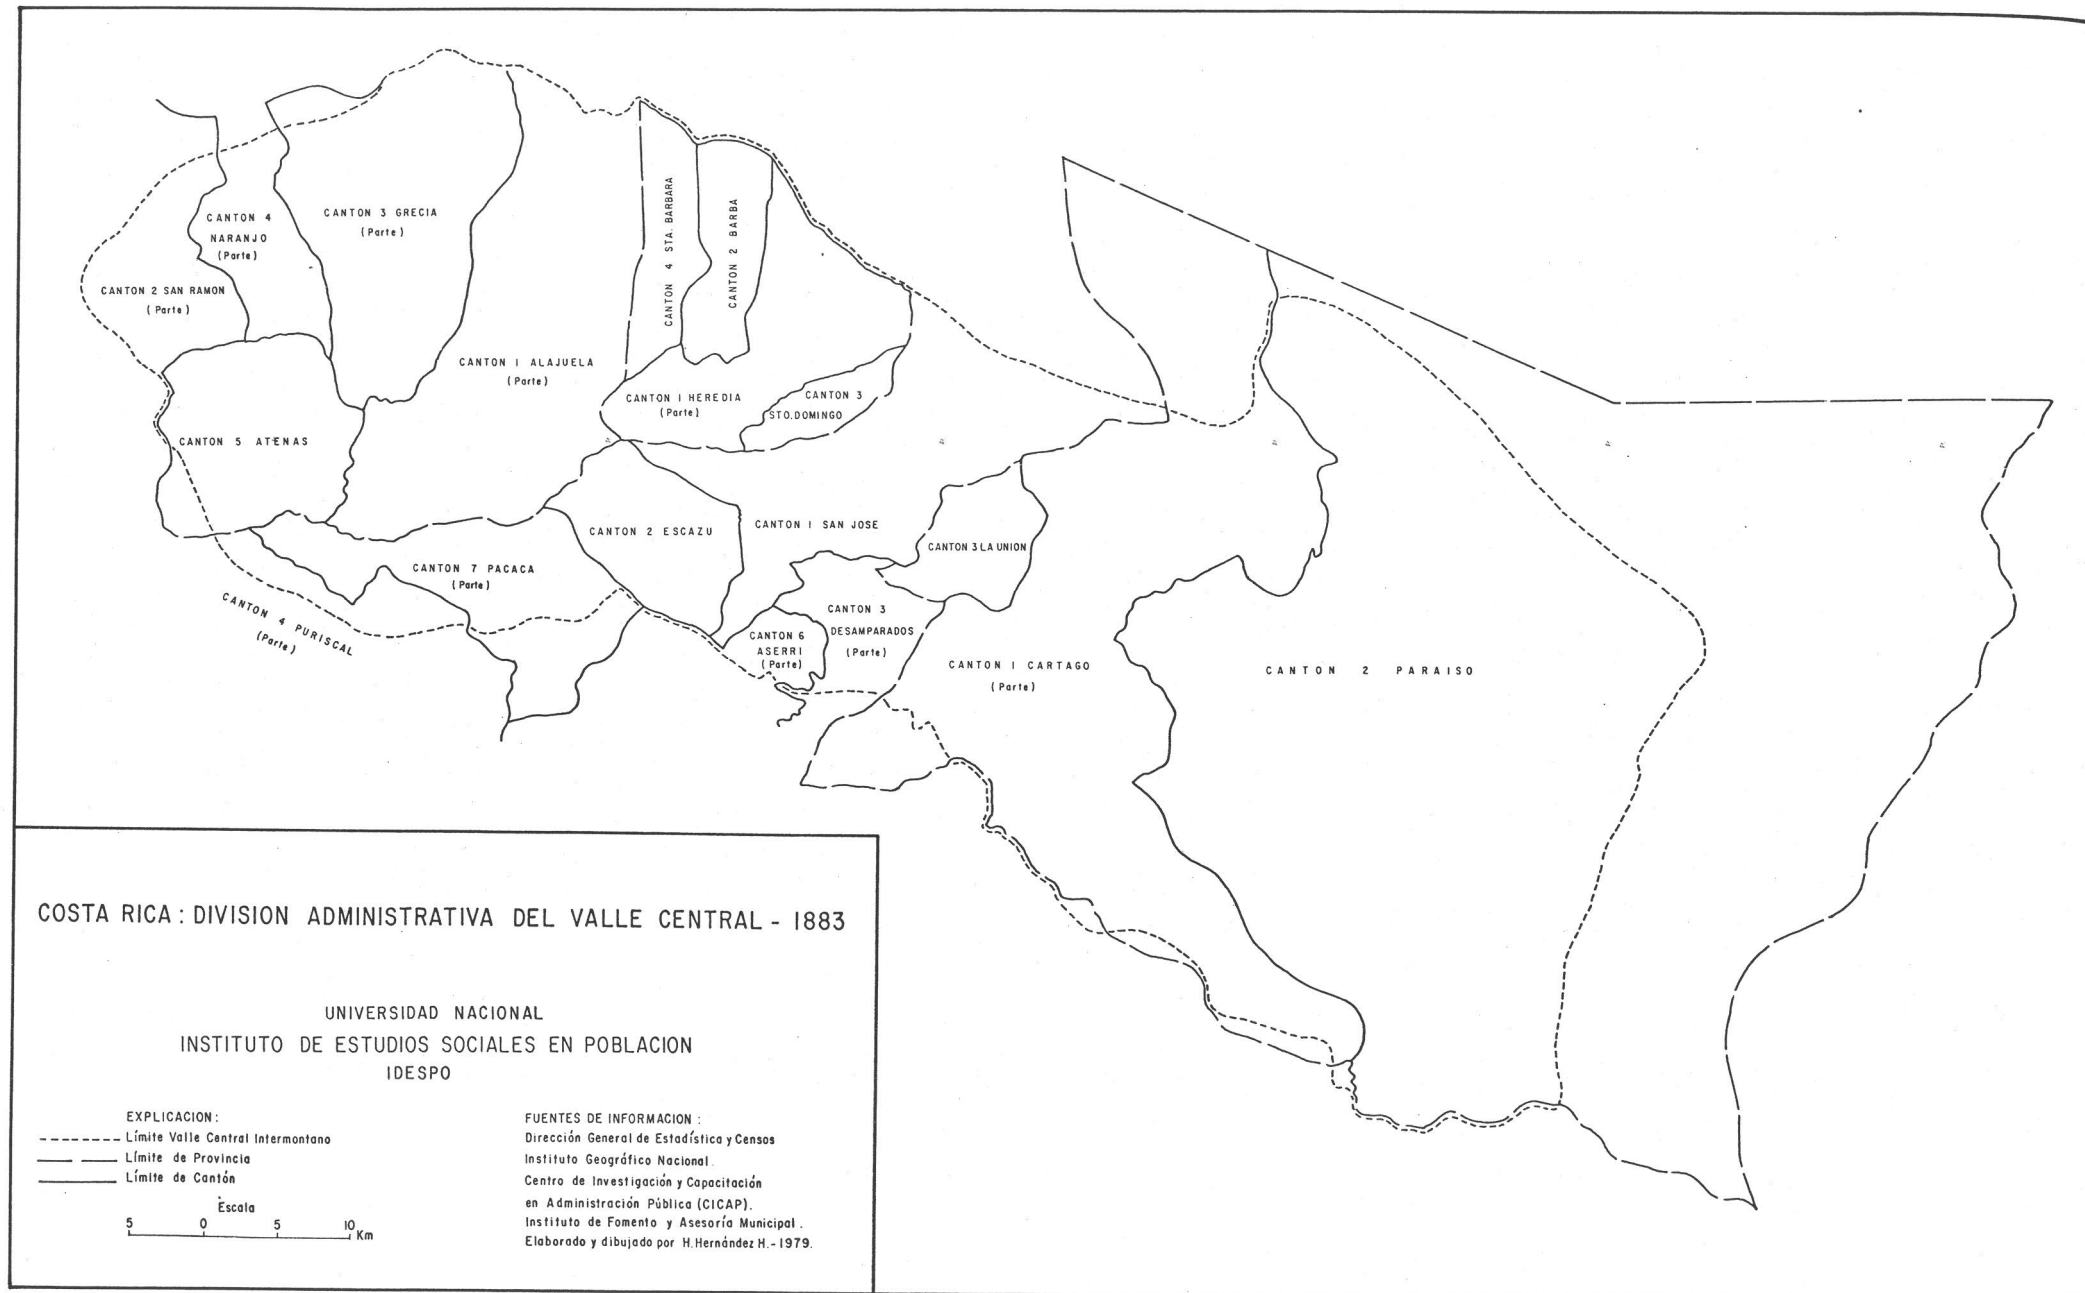 CANTON 4
NARANJO
(Parte)
CANTON 3 GRECIA
(Parte)
CANTON 4 STA. BARBARA
CANTON 2 BARBA
CANTON 2 SAN RAMON
(Parte)
CANTON 1 ALAJUELA
(Parte)
CANTON 1 HEREDIA
(Parte)
CANTON 3
STO. DOMINGO
CANTON 5 ATENAS
CANTON 2 ESCAZU
CANTON 1 SAN JOSE
CANTON 3 LA UNION
CANTON 7 PACACA
(Parte)
CANTON 4 PURISCAL
(Parte)
CANTON 3
DESAMPARADOS
(Parte)
CANTON 6
ASERRI
(Parte)
CANTON 1 CARTAGO
(Parte)
CANTON 2 PARAISO
COSTA RICA : DIVISION ADMINISTRATIVA DEL VALLE CENTRAL - 1883
UNIVERSIDAD NACIONAL
INSTITUTO DE ESTUDIOS SOCIALES EN POBLACION
IDESPO
EXPLICACION :
Límite Valle Central Intermontano
Límite de Provincia
Límite de Cantón
Escala
5 0 5 10 Km
FUENTES DE INFORMACION :
Dirección General de Estadística y Censos
Instituto Geográfico Nacional.
Centro de Investigación y Capacitación
en Administración Pública (CICAP).
Instituto de Fomento y Asesoría Municipal.
Elaborado y dibujado por H. Hernández H. - 1979.